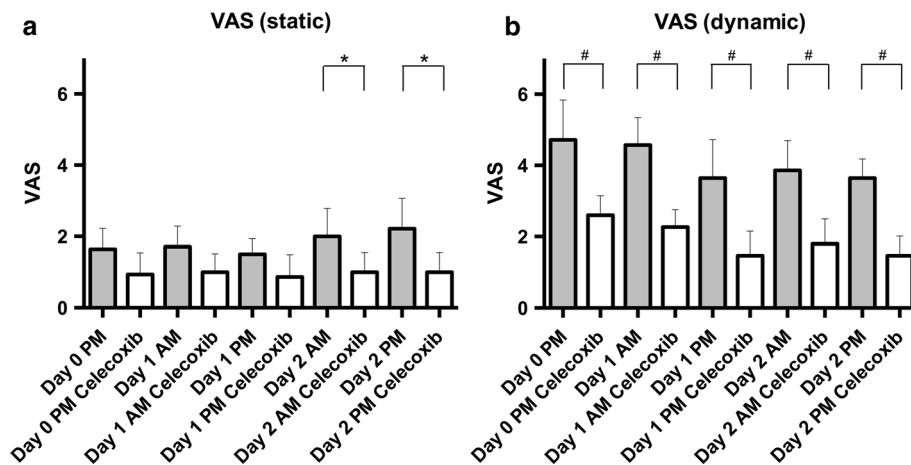 a
VAS (static)
VAS
6
4
2
0
*
*
Day 0 PM
Day 0 PM Celecoxib
Day 1 AM
Day 1 AM Celecoxib
Day 1 PM
Day 1 PM Celecoxib
Day 2 AM
Day 2 AM Celecoxib
Day 2 PM
Day 2 PM Celecoxib
b
VAS (dynamic)
VAS
6
4
2
0
#
#
#
#
#
Day 0 PM
Day 0 PM Celecoxib
Day 1 AM
Day 1 AM Celecoxib
Day 1 PM
Day 1 PM Celecoxib
Day 2 AM
Day 2 AM Celecoxib
Day 2 PM
Day 2 PM Celecoxib